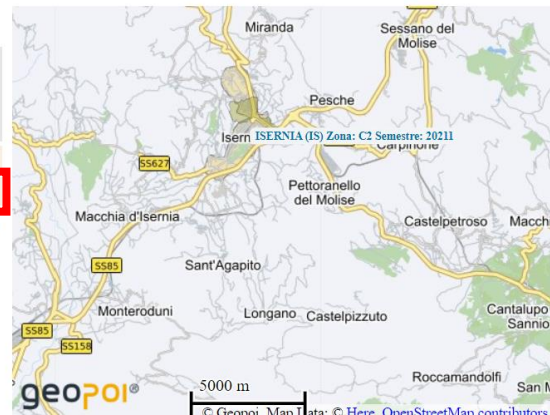 Miranda
Sessano del
Molise
Pesche
ISERNIA (IS) Zona: C2 Semestre: 20211
Carpinone
SS627
Pettoranello
del Molise
Macchia d'Isernia
Castelpetroso
Macch
SS85
Sant'Agapito
Monteroduni
Longano
Castelpizzuto
Cantalupo
Sannio
SS85
SS158
Roccamandolfi
San M
geopoi®
5000 m
© Geopoi, Map Data: © Here, OpenStreetMap contributors